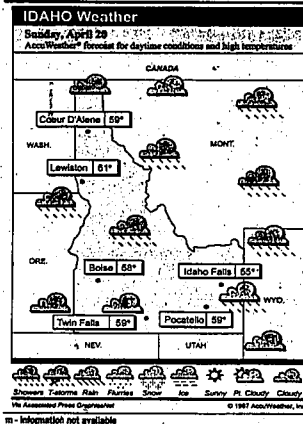 IDAHO Weather
Sunday, April 20
AccuWeather® forecast for daytime conditions and high temperatures
CANADA
Coeur D'Alene 59°
WASH.
MONT.
Lewiston 61°
ORE.
Boise 58°
Idaho Falls 55°
WYO.
Twin Falls 59°
Pocatello 59°
NEV.
UTAH
Showers T-storms Rain Flurries Snow Ice Sunny Pt. Cloudy Cloudy
Via Associated Press GraphicsNet
© 1997 AccuWeather, Inc
m - Information not available